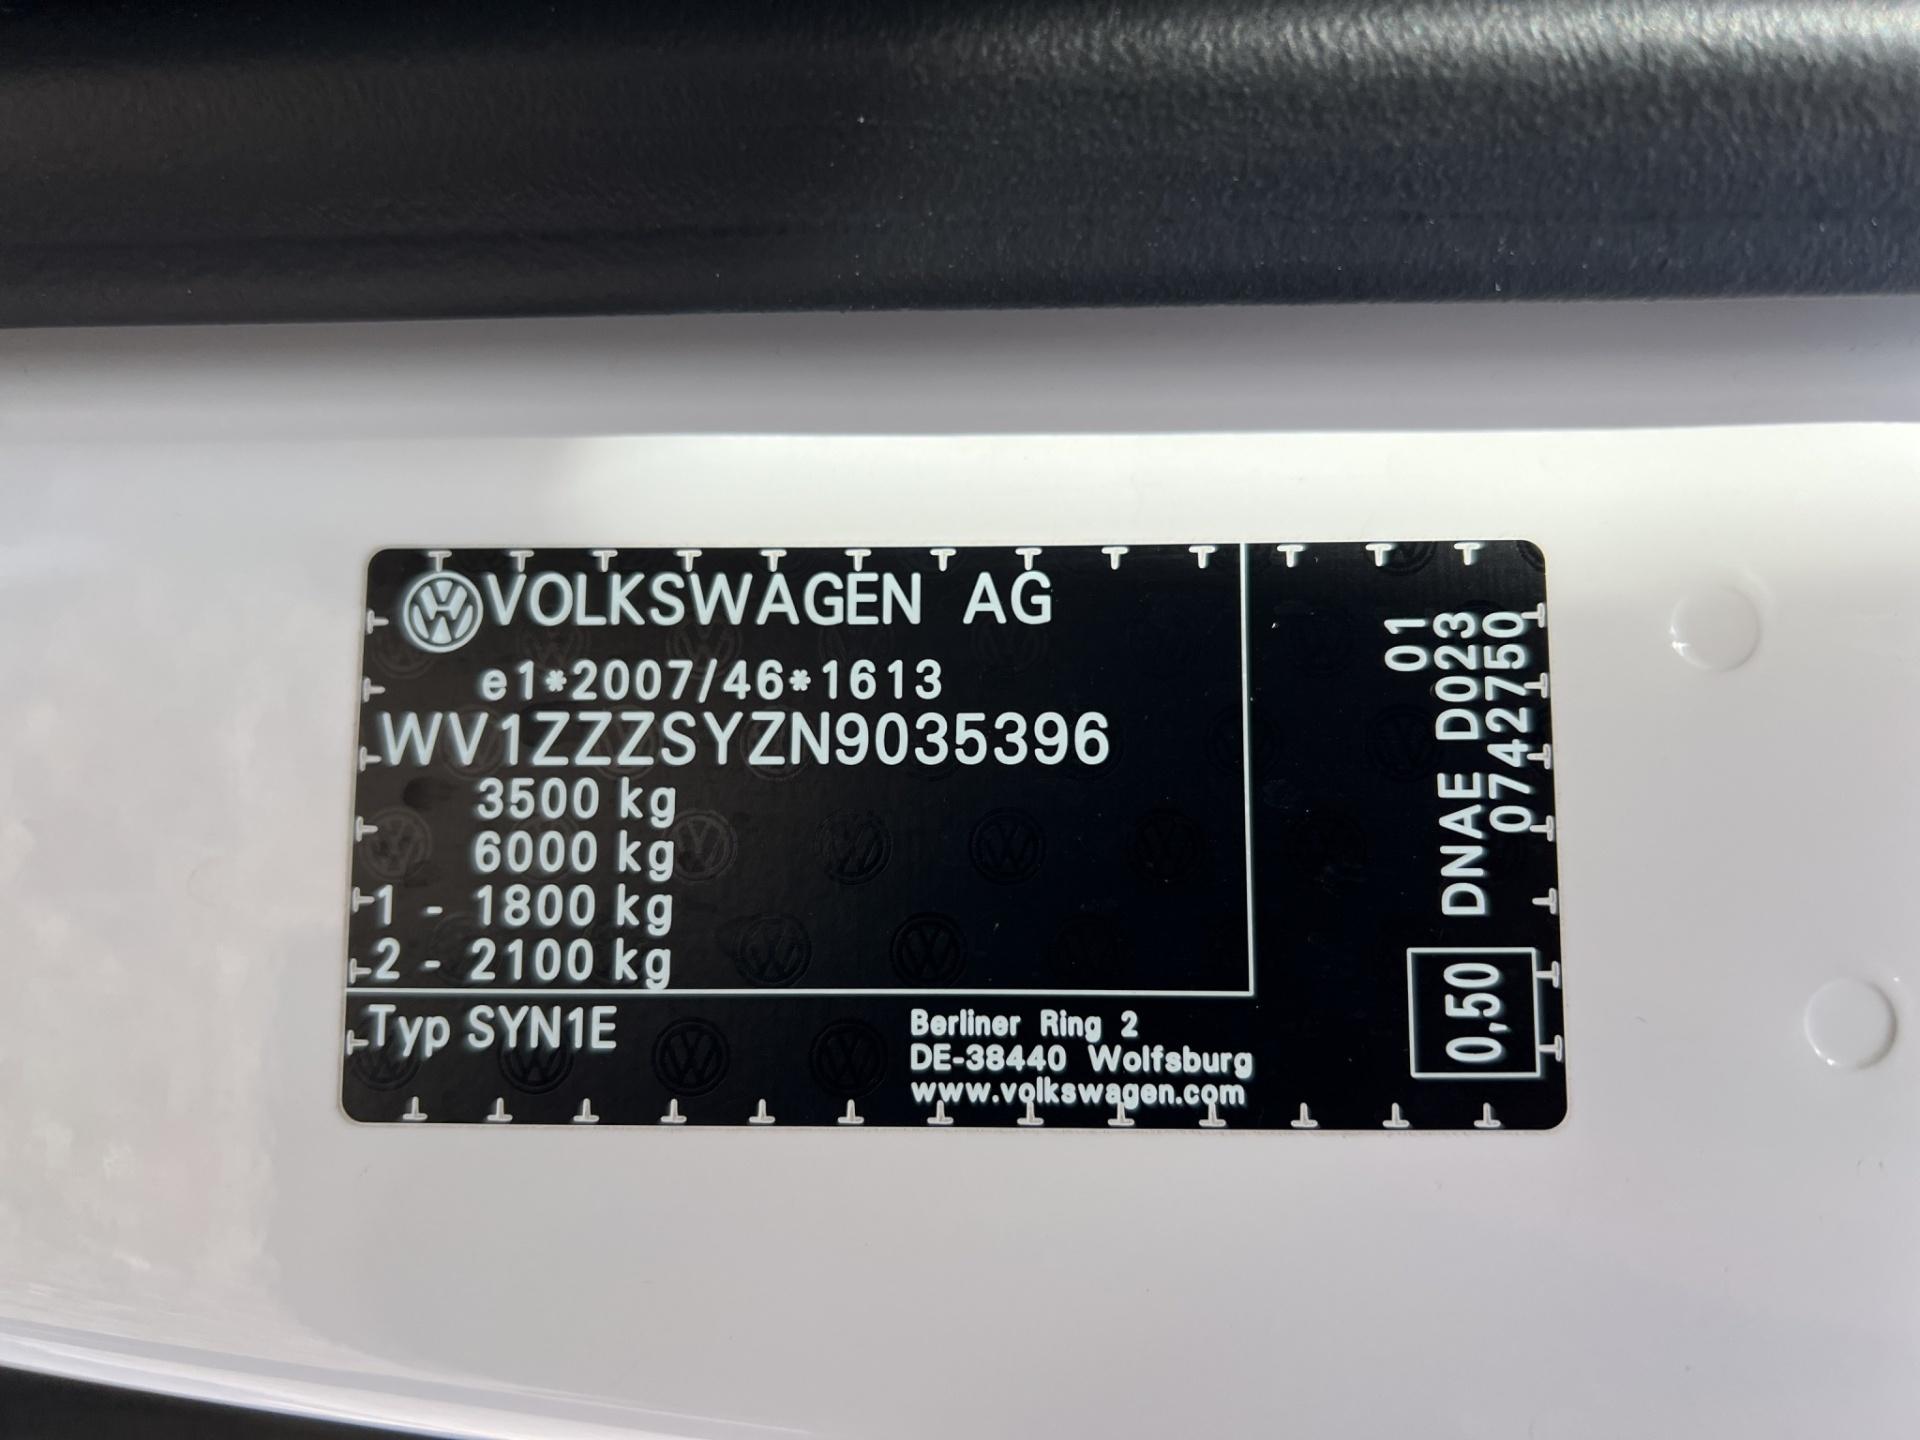 VOLKSWAGEN AG
e1*2007/46*1613
WV1ZZZSYZN9035396
3500 kg
6000 kg
1 - 1800 kg
2 - 2100 kg
Typ SYN1E
Berliner Ring 2
DE-38440 Wolfsburg
www.volkswagen.com
01
DNAE D023
0742750
0,50